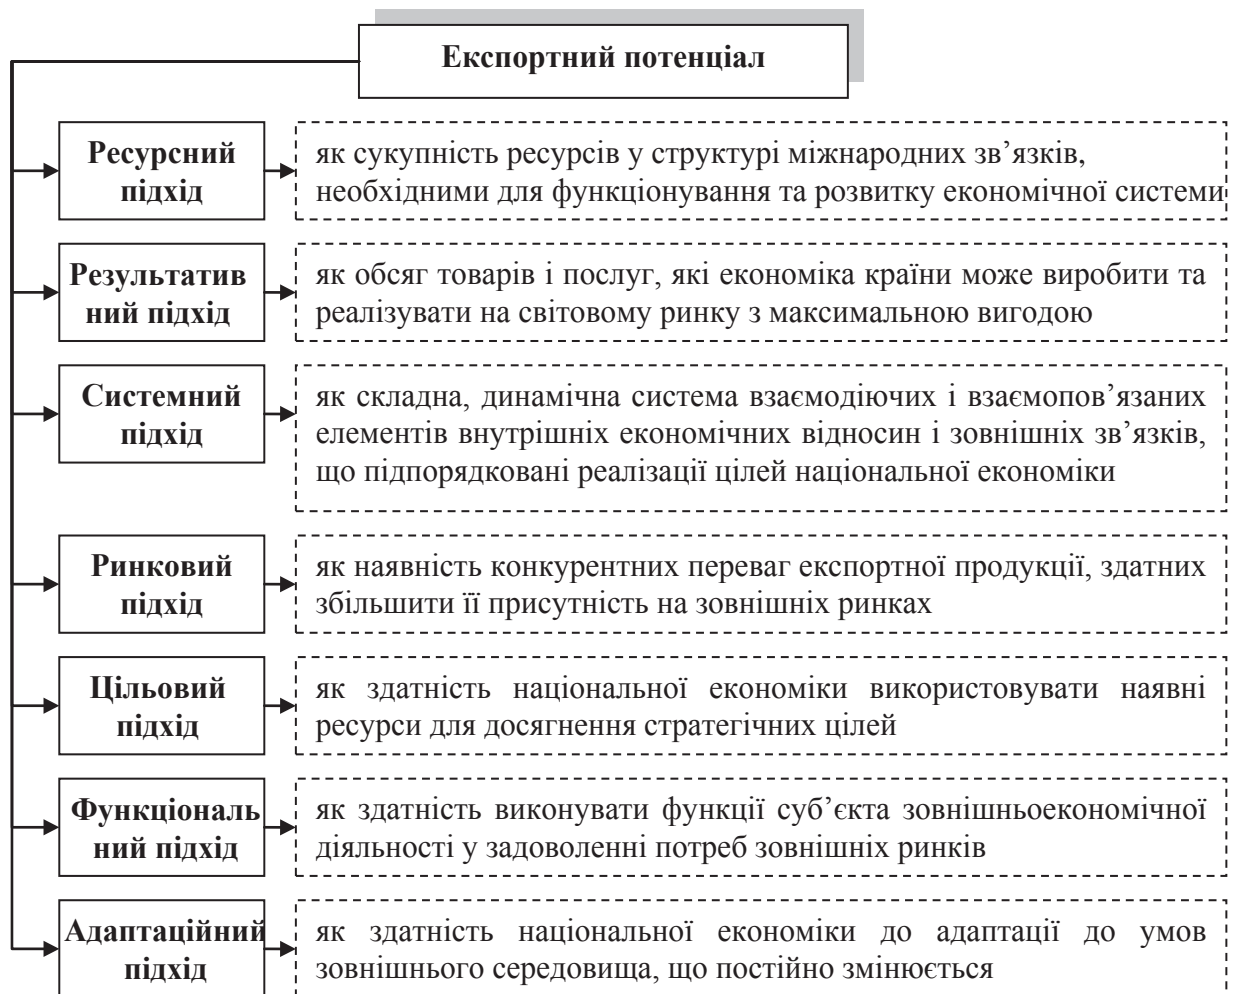 Експортний потенціал
Ресурсний
підхід
як сукупність ресурсів у структурі міжнародних зв’язків,
необхідними для функціонування та розвитку економічної системи
Результатив
ний підхід
як обсяг товарів і послуг, які економіка країни може виробити та
реалізувати на світовому ринку з максимальною вигодою
Системний
підхід
як складна, динамічна система взаємодіючих і взаємопов’язаних
елементів внутрішніх економічних відносин і зовнішніх зв’язків,
що підпорядковані реалізації цілей національної економіки
Ринковий
підхід
як наявність конкурентних переваг експортної продукції, здатних
збільшити її присутність на зовнішніх ринках
Цільовий
підхід
як здатність національної економіки використовувати наявні
ресурси для досягнення стратегічних цілей
Функціональ
ний підхід
як здатність виконувати функції суб’єкта зовнішньоекономічної
діяльності у задоволенні потреб зовнішніх ринків
Адаптаційний
підхід
як здатність національної економіки до адаптації до умов
зовнішнього середовища, що постійно змінюється